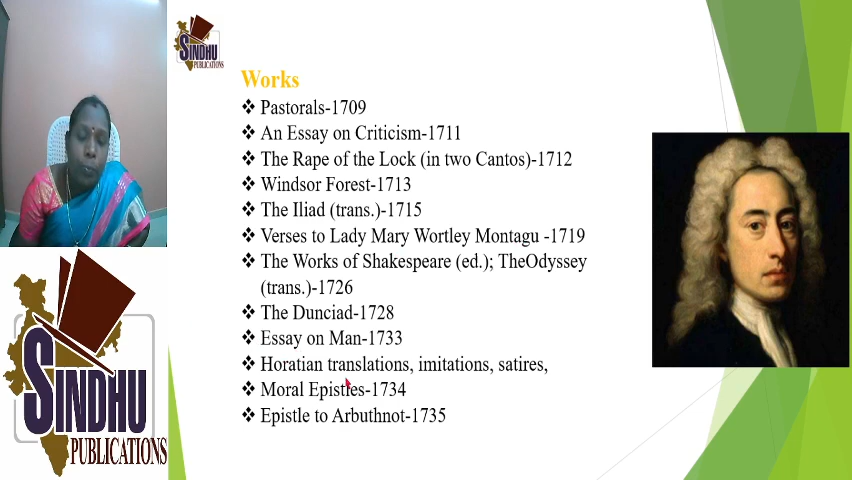 SINDHU
PUBLICATIONS
Works
❖ Pastorals-1709
❖ An Essay on Criticism-1711
❖ The Rape of the Lock (in two Cantos)-1712
❖ Windsor Forest-1713
❖ The Iliad (trans.)-1715
❖ Verses to Lady Mary Wortley Montagu -1719
❖ The Works of Shakespeare (ed.); TheOdyssey
(trans.)-1726
❖ The Dunciad-1728
❖ Essay on Man-1733
❖ Horatian translations, imitations, satires,
❖ Moral Epistles-1734
❖ Epistle to Arbuthnot-1735
SINDHU
PUBLICATIONS